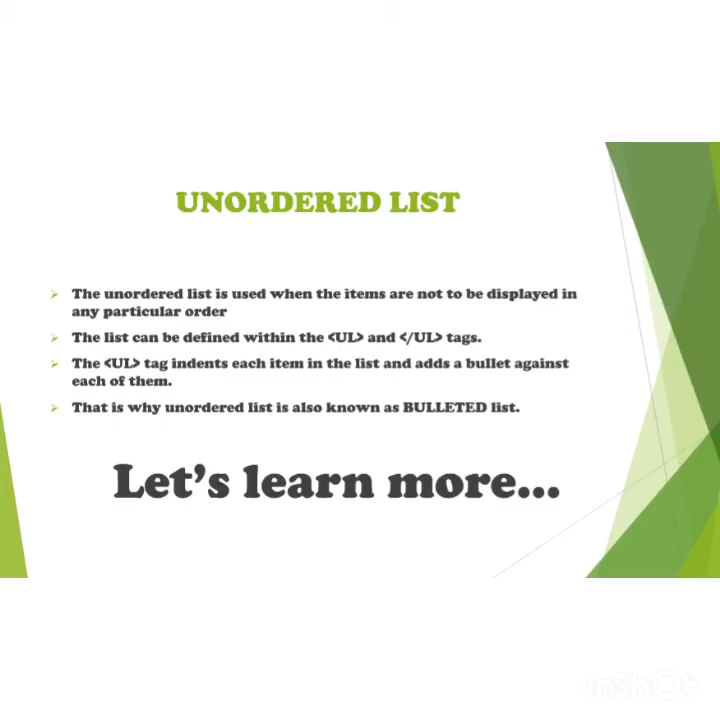 UNORDERED LIST
The unordered list is used when the items are not to be displayed in
any particular order
The list can be defined within the <UL> and </UL> tags.
The <UL> tag indents each item in the list and adds a bullet against
each of them.
That is why unordered list is also known as BULLETED list.
Let's learn more...
InshOt